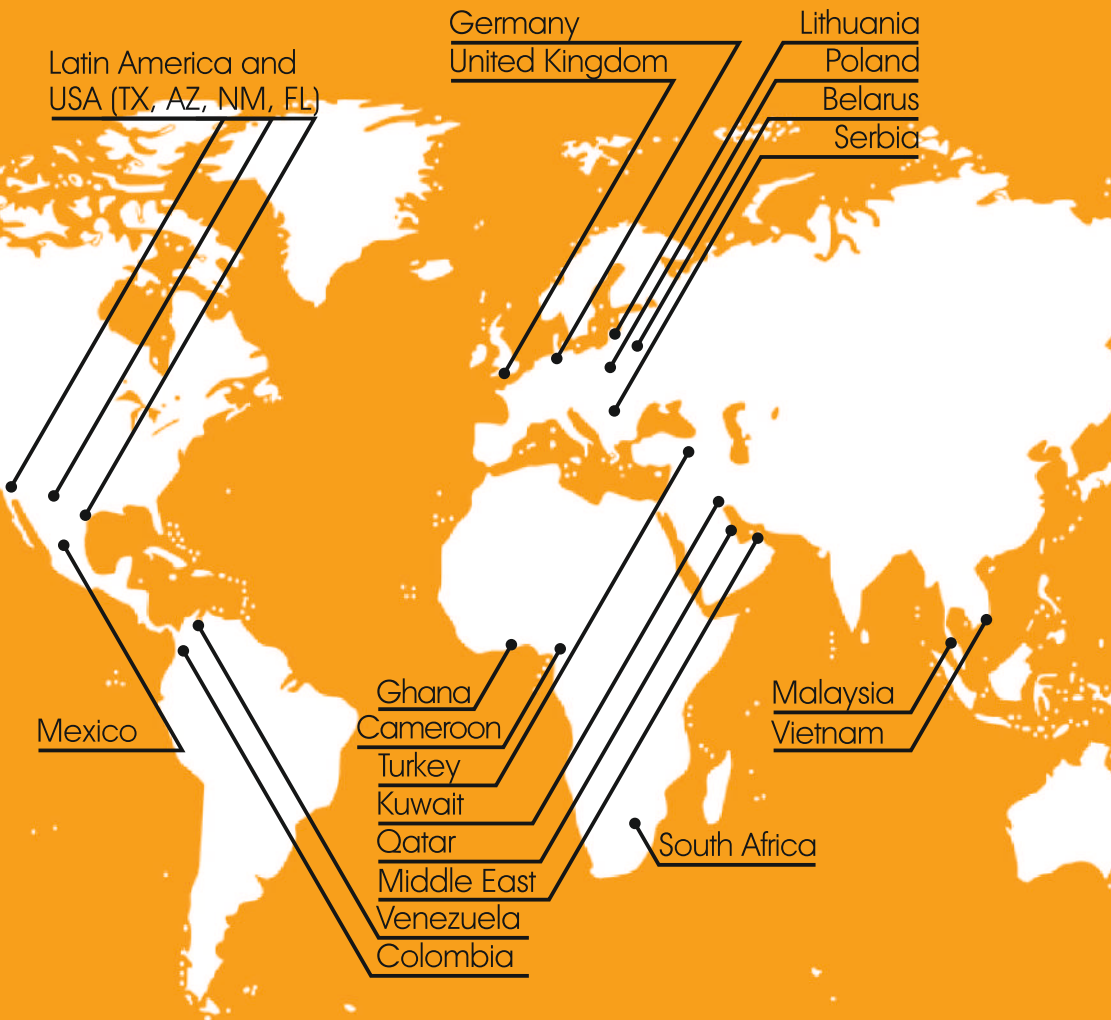 Latin America and
USA (TX, AZ, NM, FL)
Germany
United Kingdom
Lithuania
Poland
Belarus
Serbia
Mexico
Ghana
Cameroon
Turkey
Kuwait
Qatar
Middle East
Venezuela
Colombia
South Africa
Malaysia
Vietnam